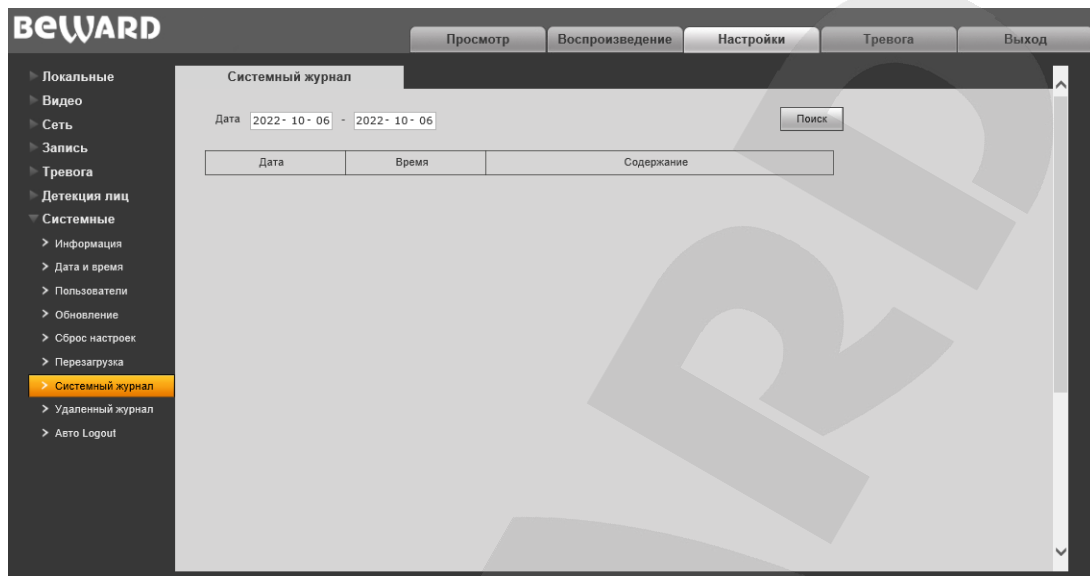 BEWARD
Просмотр Воспроизведение Настройки Тревога Выход
Локальные
Видео
Сеть
Запись
Тревога
Детекция лиц
Системные
Информация
Дата и время
Пользователи
Обновление
Сброс настроек
Перезагрузка
Системный журнал
Удаленный журнал
Авто Logout
Системный журнал
Дата 2022- 10- 06 - 2022- 10- 06 Поиск
Дата Время Содержание